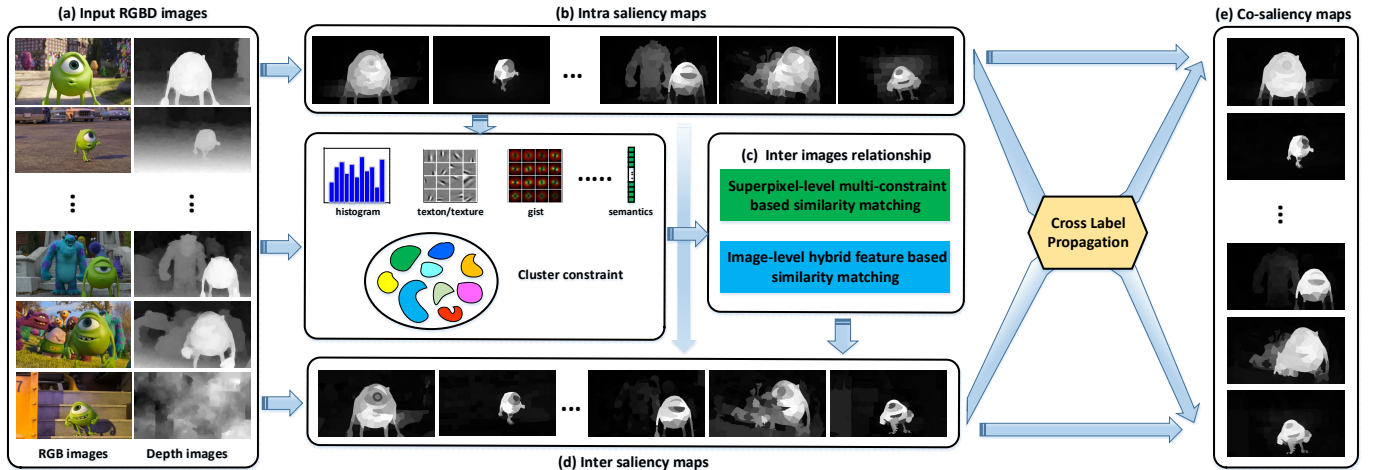 (a) Input RGBD images
(b) Intra saliency maps
(e) Co-saliency maps
histogram
texton/texture
gist
semantics
Cluster constraint
(c) Inter images relationship
Superpixel-level multi-constraint
based similarity matching
Image-level hybrid feature based
similarity matching
Cross Label
Propagation
RGB images
Depth images
(d) Inter saliency maps